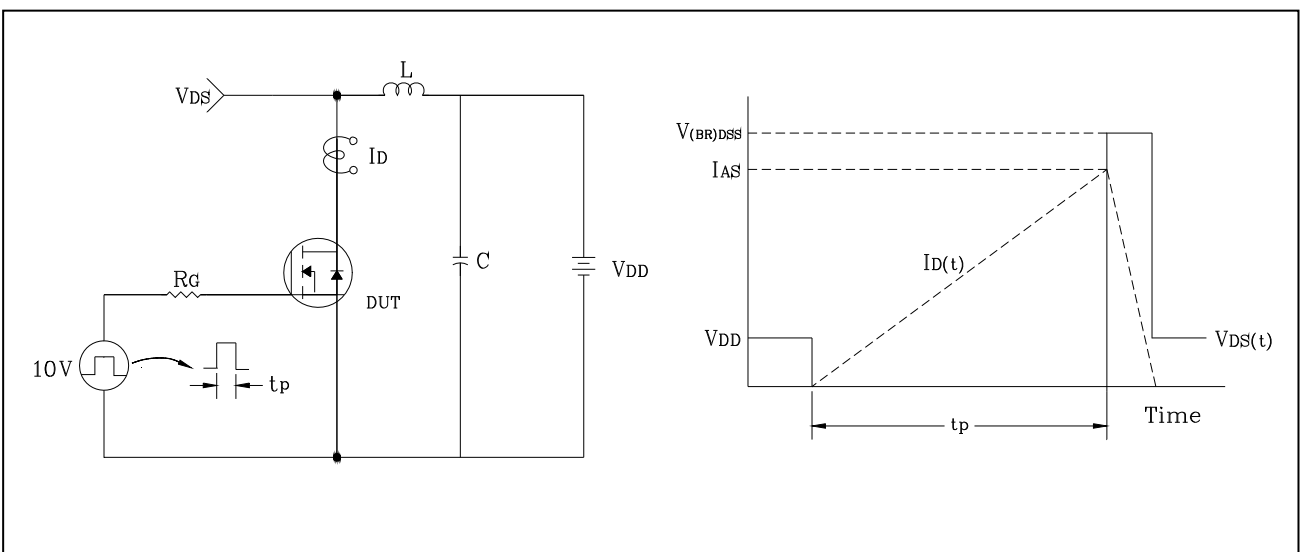 L
VDS
ID
RG
C
VDD
DUT
10V
tp
V(BR)DSS
IAS
ID(t)
VDD
VDS(t)
tp
Time